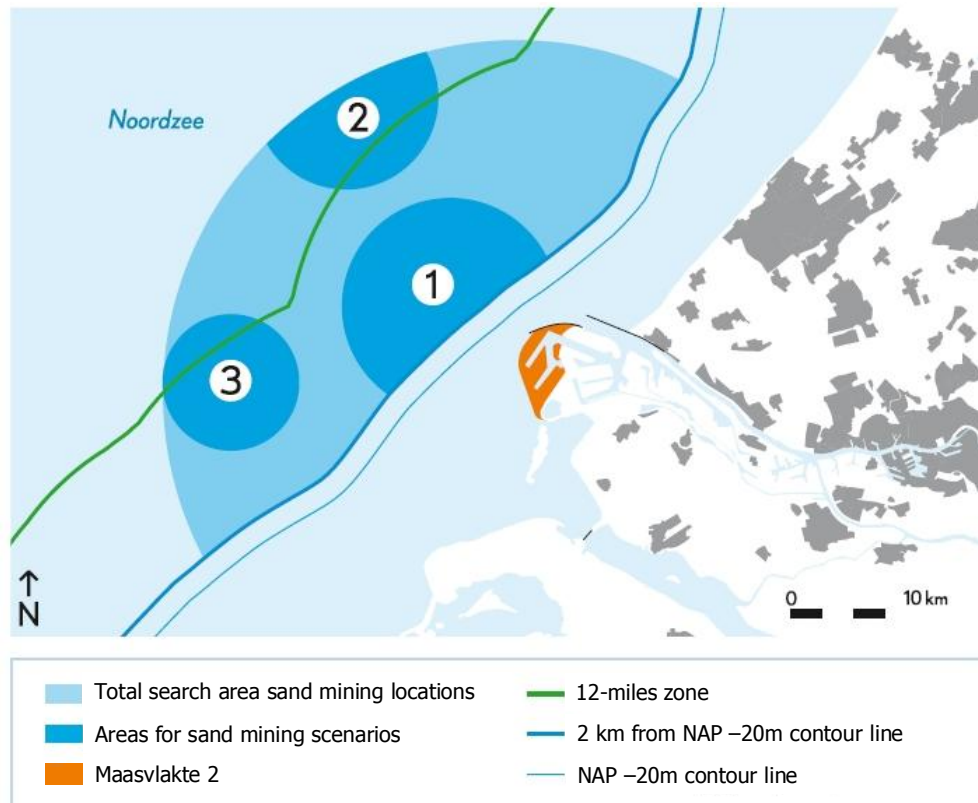 Noordzee
2
1
3
N
0 10 km
Total search area sand mining locations
Areas for sand mining scenarios
Maasvlakte 2
12-miles zone
2 km from NAP –20m contour line
NAP –20m contour line